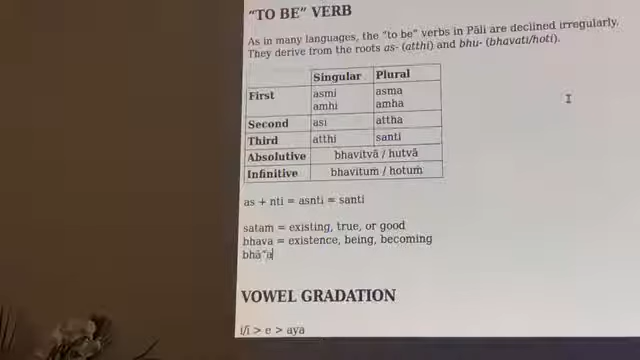 “TO BE” VERB
As in many languages, the “to be” verbs in Pāli are declined irregularly.
They derive from the roots as- (atthi) and bhu- (bhavati/hoti).
Singular Plural
First asmi asma
amhi amha
Second asi attha
Third atthi santi
Absolutive bhavitvā / hutvā
Infinitive bhavituṁ / hotuṁ
as + nti = asnti = santi
satam = existing, true, or good
bhava = existence, being, becoming
bhā"a
VOWEL GRADATION
i/ī > e > aya